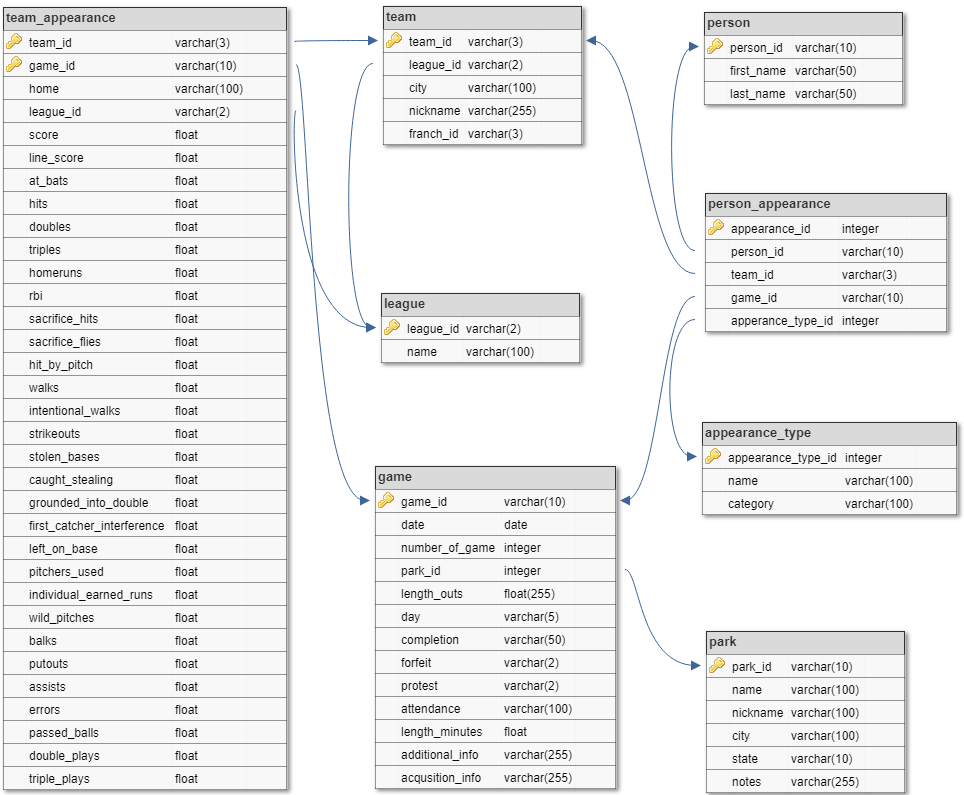 team_appearance
team_id varchar(3)
game_id varchar(10)
home varchar(100)
league_id varchar(2)
score float
line_score float
at_bats float
hits float
doubles float
triples float
homeruns float
rbi float
sacrifice_hits float
sacrifice_flies float
hit_by_pitch float
walks float
intentional_walks float
strikeouts float
stolen_bases float
caught_stealing float
grounded_into_double float
first_catcher_interference float
left_on_base float
pitchers_used float
individual_earned_runs float
wild_pitches float
balks float
putouts float
assists float
errors float
passed_balls float
double_plays float
triple_plays float
team
team_id varchar(3)
league_id varchar(2)
city varchar(100)
nickname varchar(255)
franch_id varchar(3)
league
league_id varchar(2)
name varchar(100)
game
game_id varchar(10)
date date
number_of_game integer
park_id integer
length_outs float(255)
day varchar(5)
completion varchar(50)
forfeit varchar(2)
protest varchar(2)
attendance varchar(100)
length_minutes float
additional_info varchar(255)
acqusition_info varchar(255)
person
person_id varchar(10)
first_name varchar(50)
last_name varchar(50)
person_appearance
appearance_id integer
person_id varchar(10)
team_id varchar(3)
game_id varchar(10)
apperance_type_id integer
appearance_type
appearance_type_id integer
name varchar(100)
category varchar(100)
park
park_id varchar(10)
name varchar(100)
nickname varchar(100)
city varchar(100)
state varchar(10)
notes varchar(255)